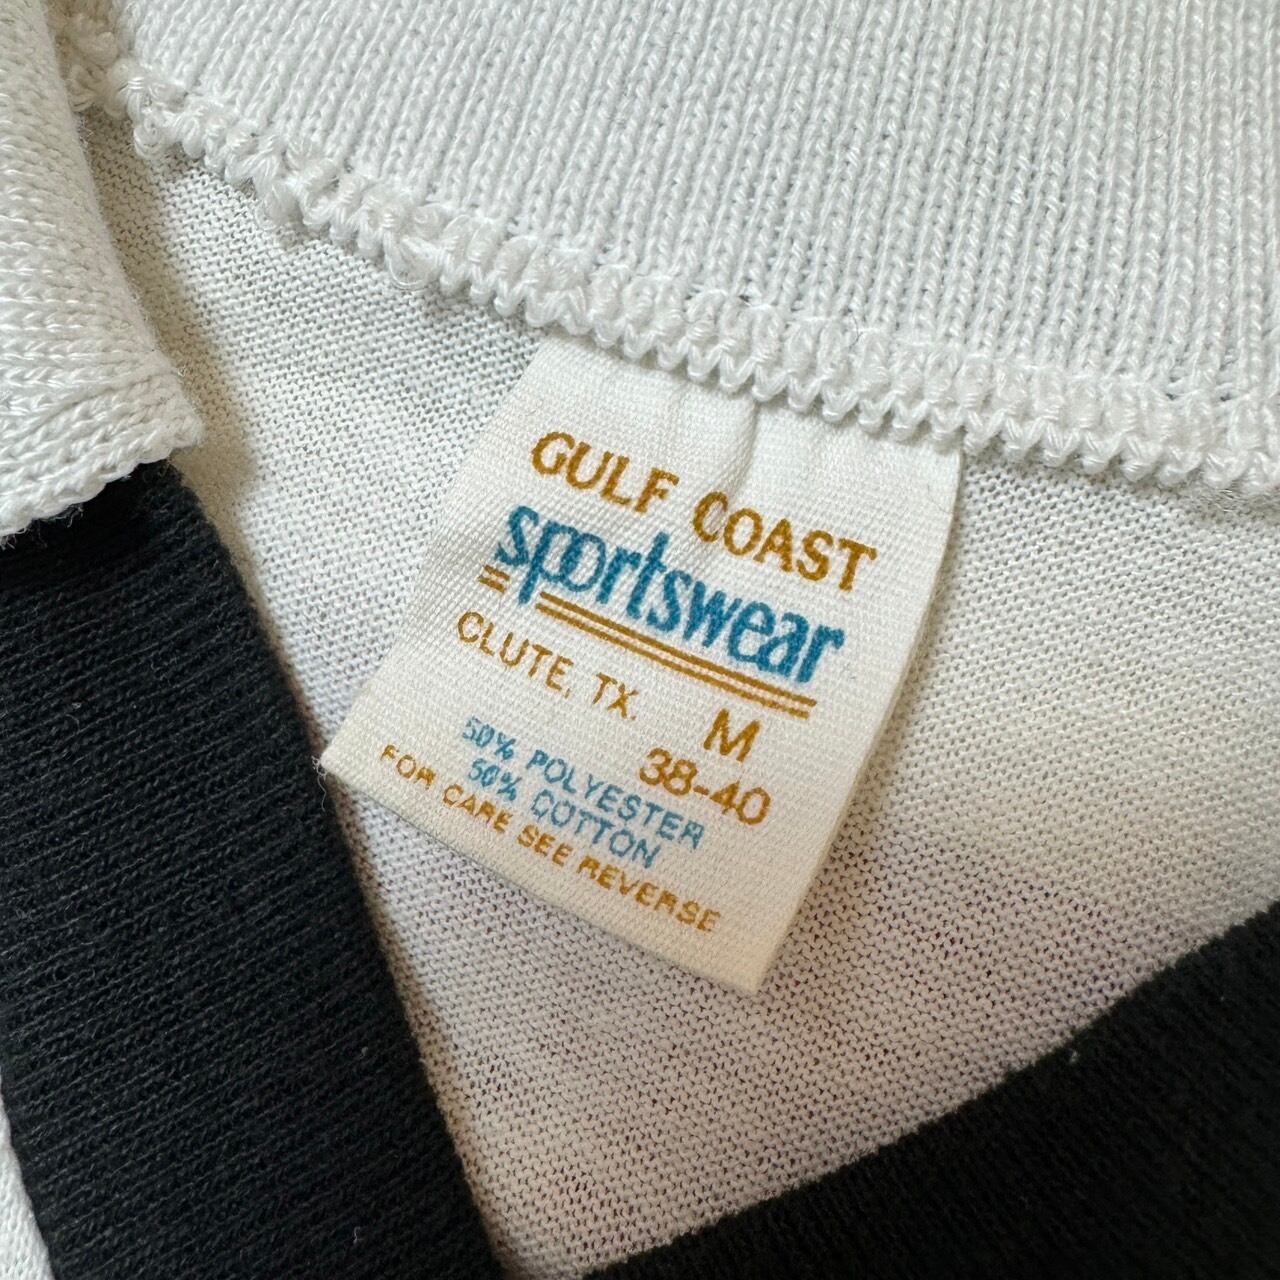 GULF COAST
sportswear
CLUTE, TX.
M
38-40
50% POLYESTER
50% COTTON
FOR CARE SEE REVERSE